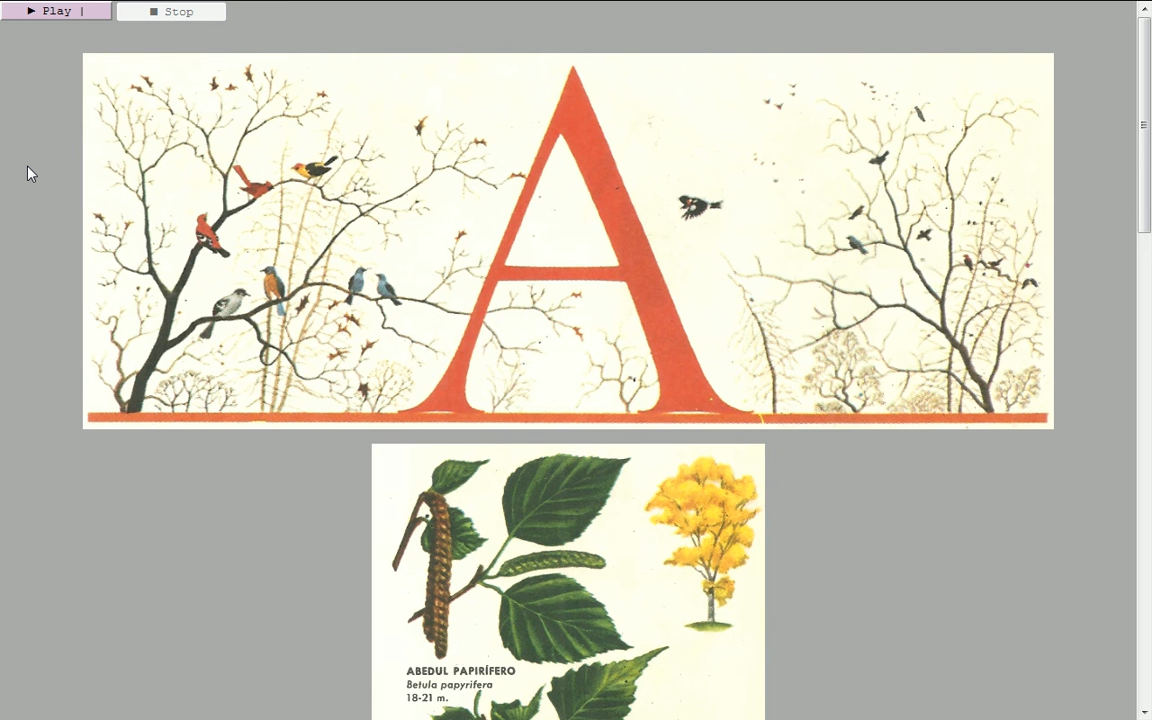 ▶ Play |
■ Stop
A
ABEDUL PAPIRÍFERO
Betula papyrifera
18-21 m.